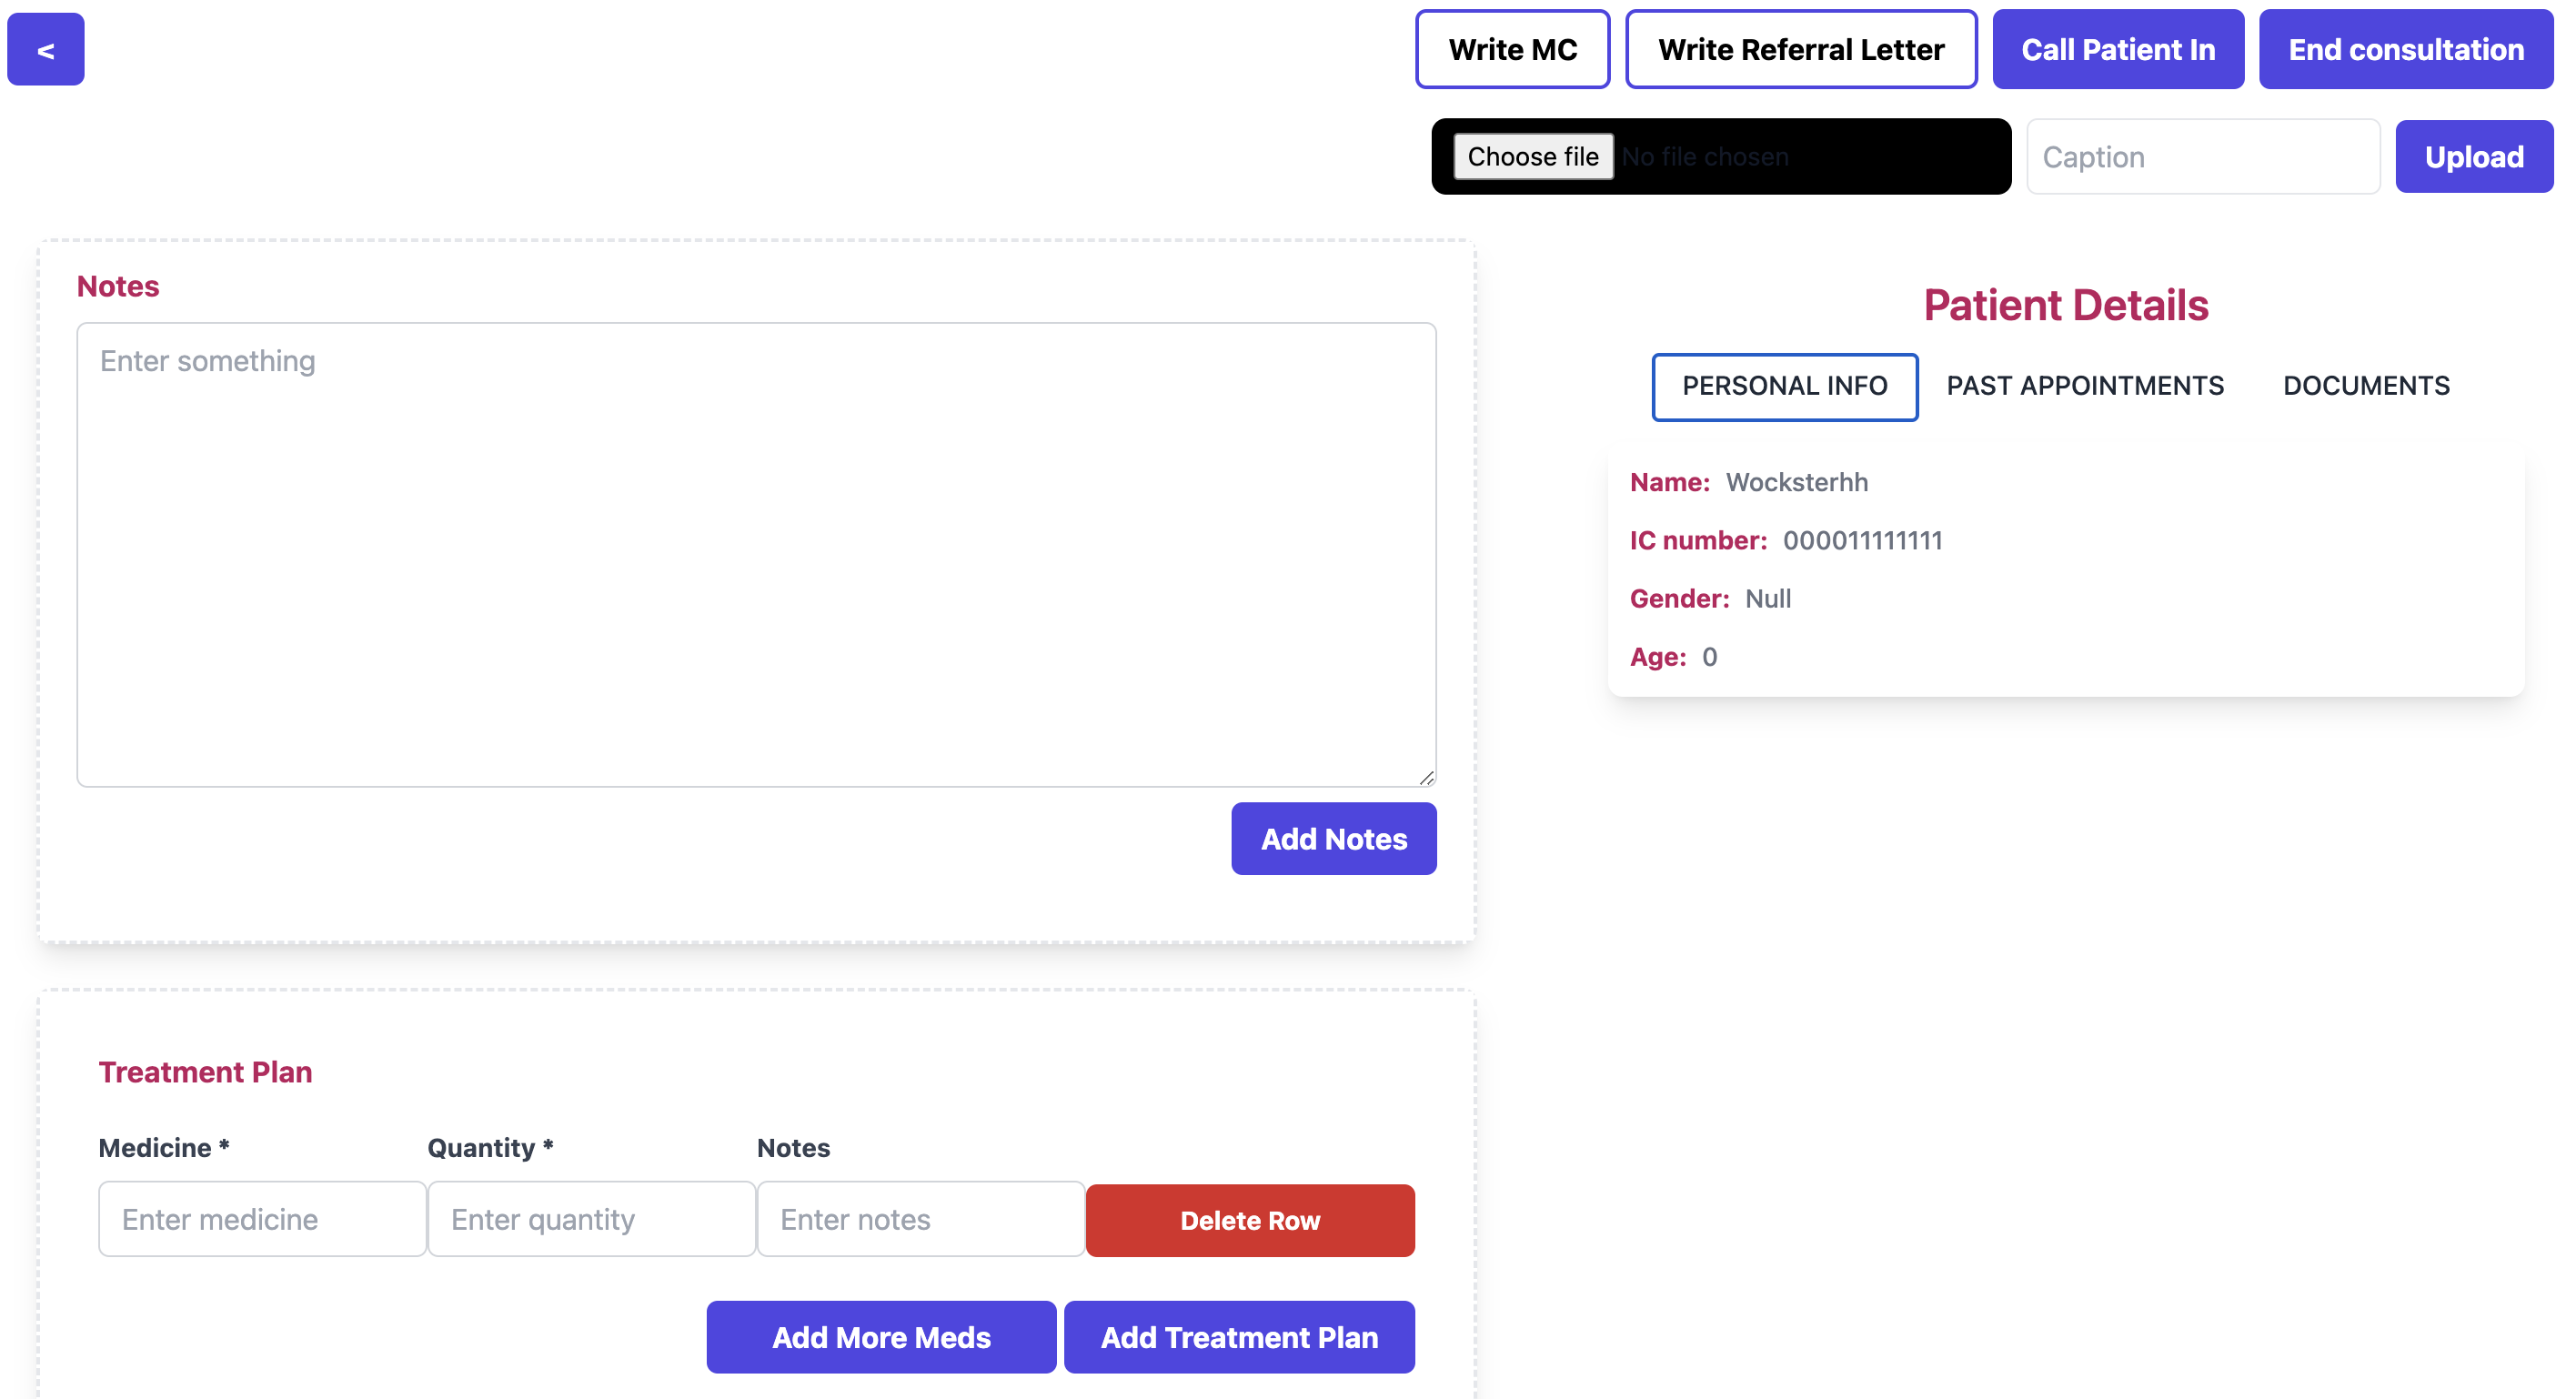 <
Write MC
Write Referral Letter
Call Patient In
End consultation
Choose file No file chosen
Caption
Upload
Notes
Enter something
Add Notes
Patient Details
PERSONAL INFO
PAST APPOINTMENTS
DOCUMENTS
Name: Wocksterhh
IC number: 000011111111
Gender: Null
Age: 0
Treatment Plan
Medicine *
Quantity *
Notes
Enter medicine
Enter quantity
Enter notes
Delete Row
Add More Meds
Add Treatment Plan